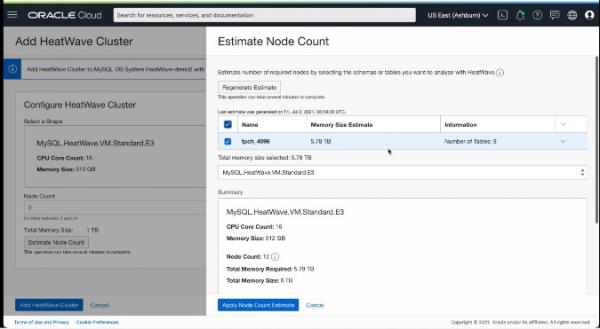 ORACLE Cloud
Search for resources, services, and documentation
US East (Ashburn)
Add HeatWave Cluster
Add HeatWave Cluster to MySQL DB System HeatWave-demo2 with
Configure HeatWave Cluster
Select a Shape
MySQL.HeatWave.VM.Standard.E3
CPU Core Count: 16
Memory Size: 512 GB
Node Count
2
Number between 2 and
Total Memory Size: 1 TB
Estimate Node Count
This operation can take several minutes to complete.
Add HeatWave Cluster
Cancel
Estimate Node Count
Estimate number of required nodes by selecting the schemas or tables you want to analyze with HeatWave.
Regenerate Estimate
This operation can take several minutes to complete.
Last estimate was generated on Fri, Jul 2, 2021, UTC.
Name Memory Size Estimate Information
tpch_4096 5.78 TB Number of Tables: 8
Total memory size selected: 5.78 TB
MySQL.HeatWave.VM.Standard.E3
Summary
MySQL.HeatWave.VM.Standard.E3
CPU Core Count: 16
Memory Size: 512 GB
Node Count: 12
Total Memory Required: 5.78 TB
Total Memory Size: 6 TB
Apply Node Count Estimate
Cancel
Terms of Use and Privacy Cookie Preferences
Copyright © 2021, Oracle and/or its affiliates. All rights reserved.